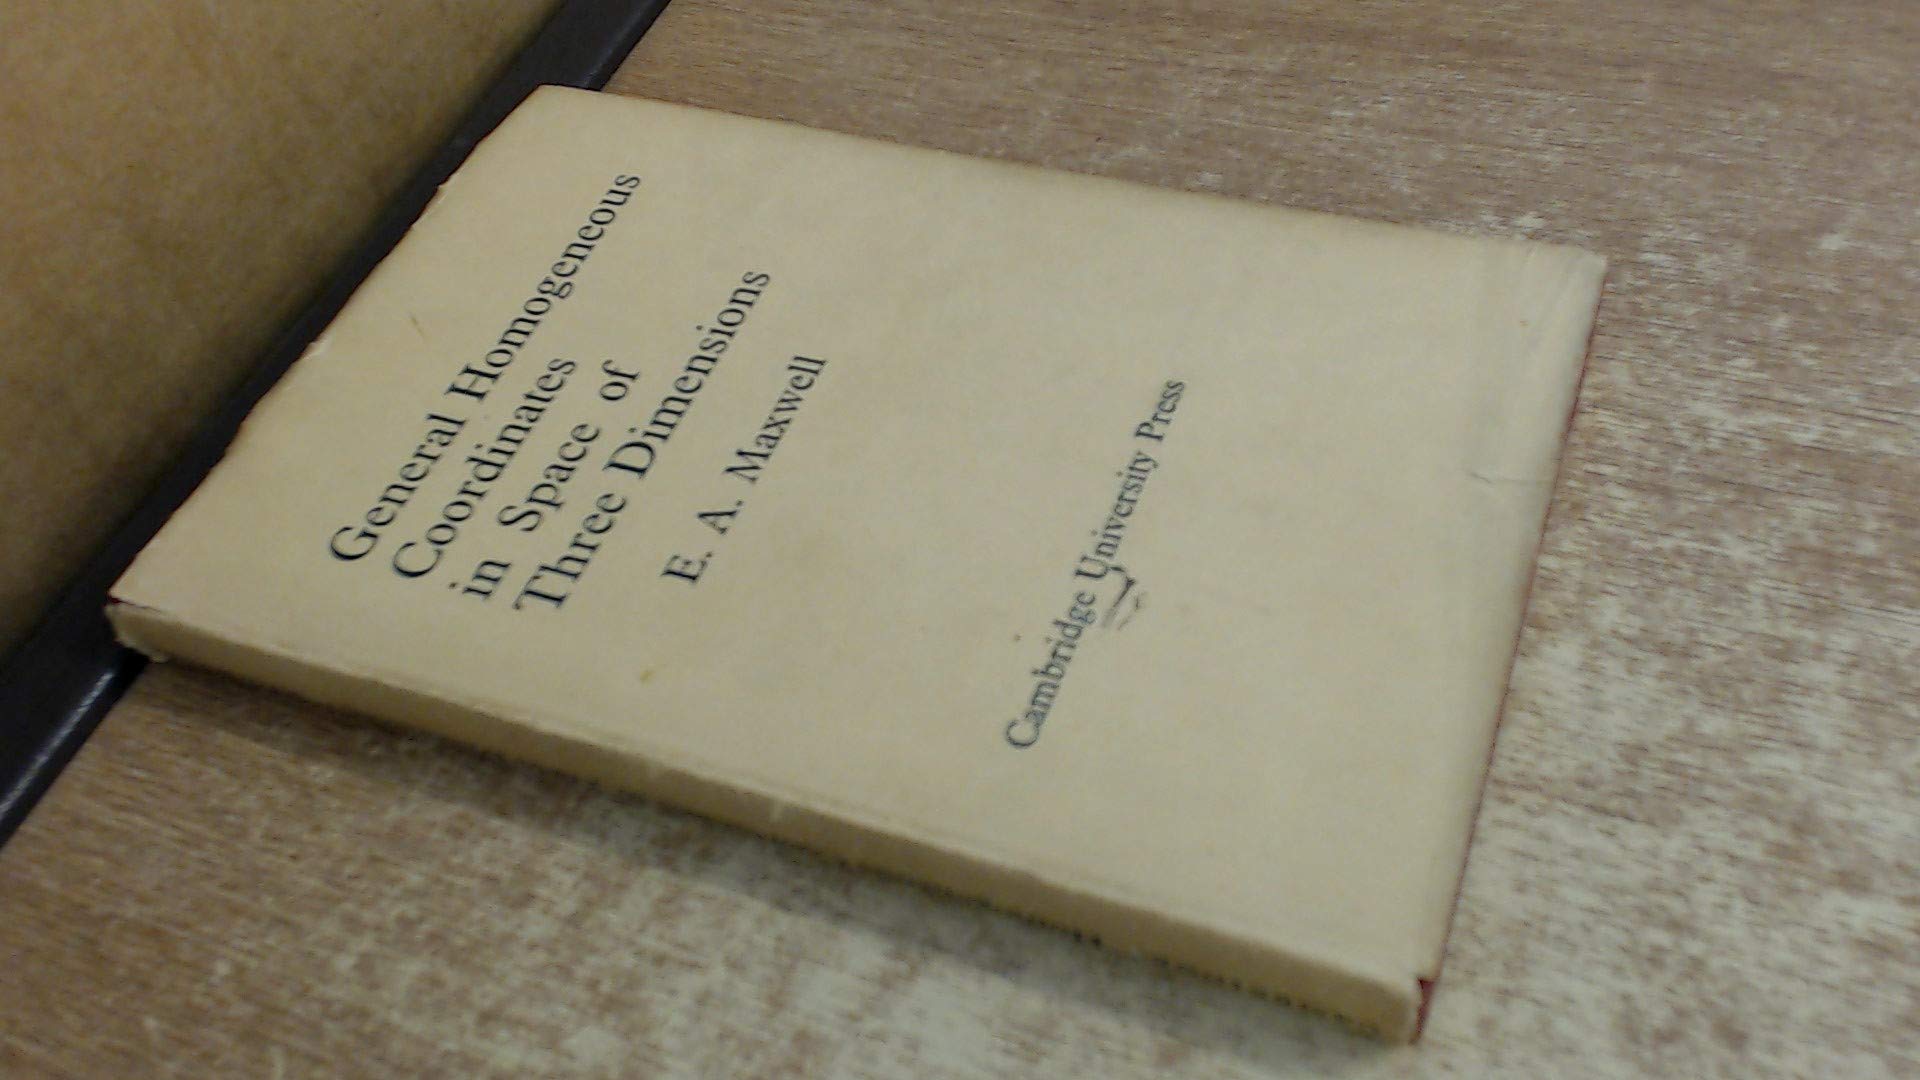 General Homogeneous
Coordinates
in Space of
Three Dimensions
E. A. Maxwell
Cambridge University Press